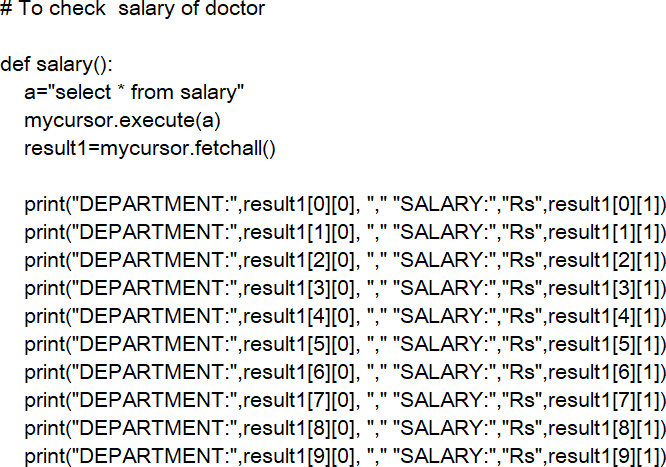 # To check  salary of doctor
def salary():
a="select * from salary"
mycursor.execute(a)
result1=mycursor.fetchall()
print("DEPARTMENT:",result1[0][0], "," "SALARY:","Rs",result1[0][1])
print("DEPARTMENT:",result1[1][0], "," "SALARY:","Rs",result1[1][1])
print("DEPARTMENT:",result1[2][0], "," "SALARY:","Rs",result1[2][1])
print("DEPARTMENT:",result1[3][0], "," "SALARY:","Rs",result1[3][1])
print("DEPARTMENT:",result1[4][0], "," "SALARY:","Rs",result1[4][1])
print("DEPARTMENT:",result1[5][0], "," "SALARY:","Rs",result1[5][1])
print("DEPARTMENT:",result1[6][0], "," "SALARY:","Rs",result1[6][1])
print("DEPARTMENT:",result1[7][0], "," "SALARY:","Rs",result1[7][1])
print("DEPARTMENT:",result1[8][0], "," "SALARY:","Rs",result1[8][1])
print("DEPARTMENT:",result1[9][0], "," "SALARY:","Rs",result1[9][1])